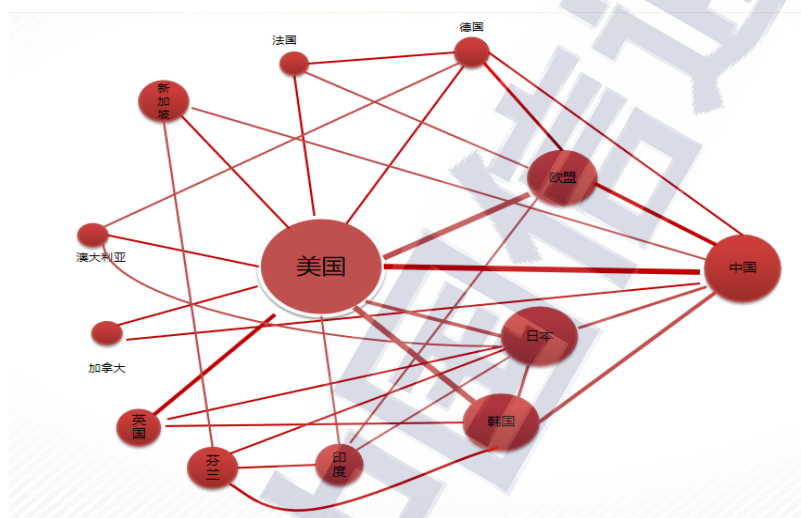 德国
法国
新
加
坡
欧盟
澳大利亚
美国
中国
日本
加拿大
英
国
韩国
芬
兰
印
度